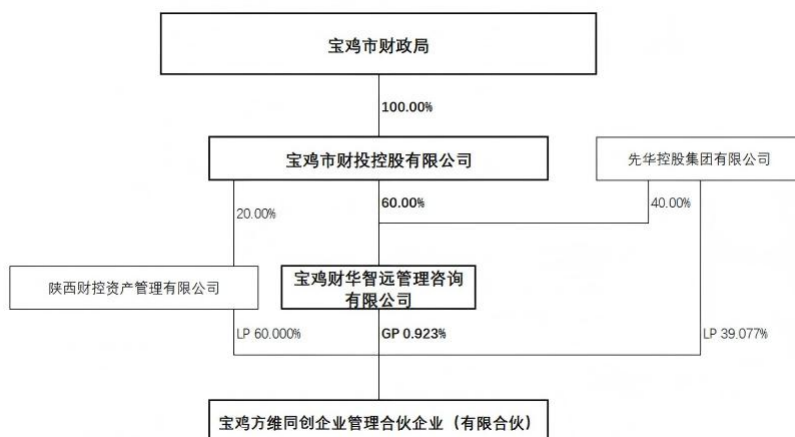 宝鸡市财政局
100.00%
宝鸡市财投控股有限公司
先华控股集团有限公司
20.00%
60.00%
40.00%
陕西财控资产管理有限公司
宝鸡财华智远管理咨询
有限公司
LP 60.000%
GP 0.923%
LP 39.077%
宝鸡方维同创企业管理合伙企业（有限合伙）